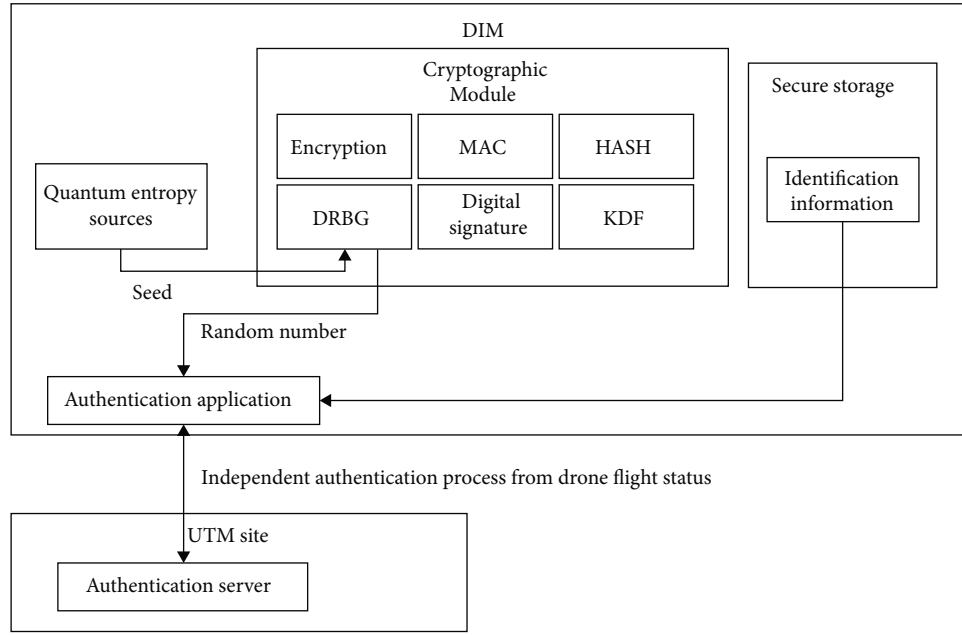 DIM
Cryptographic
Module
Secure storage
Encryption
MAC
HASH
Quantum entropy
sources
DRBG
Digital
signature
KDF
Identification
information
Seed
Random number
Authentication application
Independent authentication process from drone flight status
UTM site
Authentication server